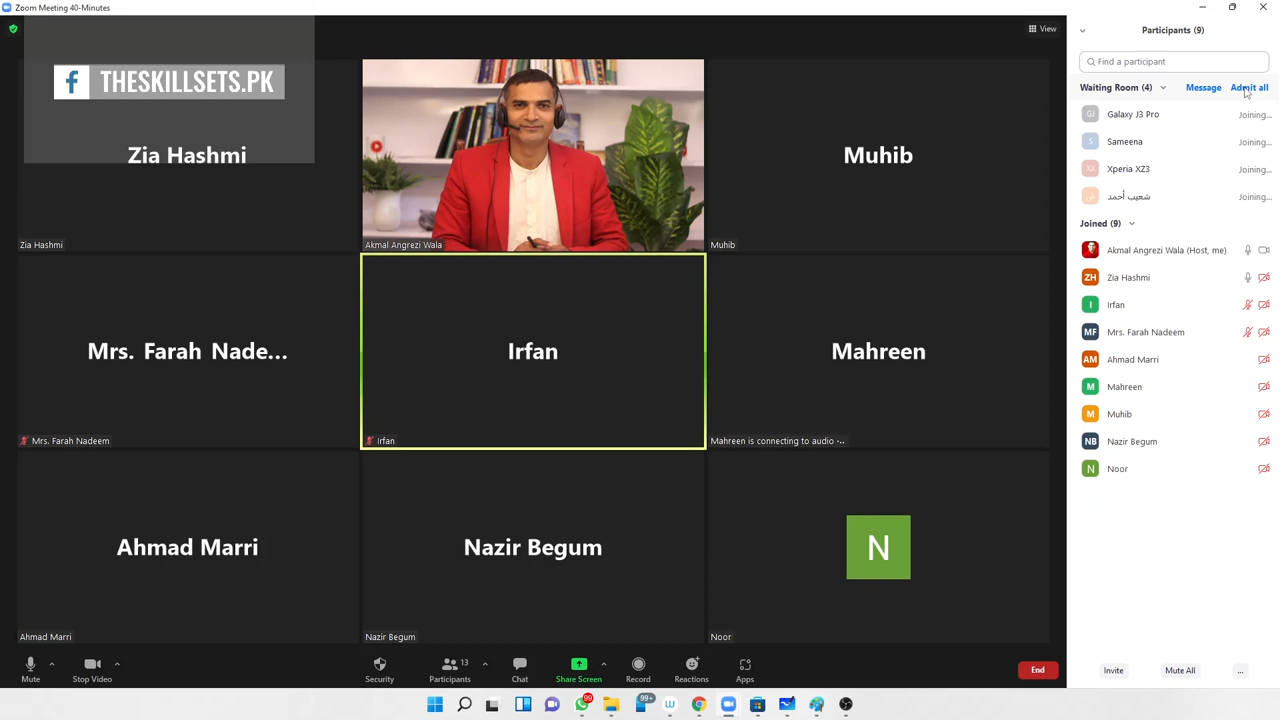 Zoom Meeting 40-Minutes
f THESKILLSETS.PK
View
Zia Hashmi
Zia Hashmi
Akmal Angrezi Wala
Muhib
Muhib
Mrs. Farah Nade...
Mrs. Farah Nadeem
Irfan
Irfan
Mahreen
Mahreen is connecting to audio -..
Ahmad Marri
Ahmad Marri
Nazir Begum
Nazir Begum
N
Noor
Mute
Stop Video
Security
Participants 13
Chat
Share Screen
Record
Reactions
Apps
End
Participants (9)
Find a participant
Waiting Room (4) Message Admit all
GJ Galaxy J3 Pro Joining...
S Sameena Joining...
XX Xperia XZ3 Joining...
شعیب أحمد Joining...
Joined (9)
Akmal Angrezi Wala (Host, me)
ZH Zia Hashmi
I Irfan
MF Mrs. Farah Nadeem
AM Ahmad Marri
M Mahreen
M Muhib
NB Nazir Begum
N Noor
Invite Mute All ...
99
99+